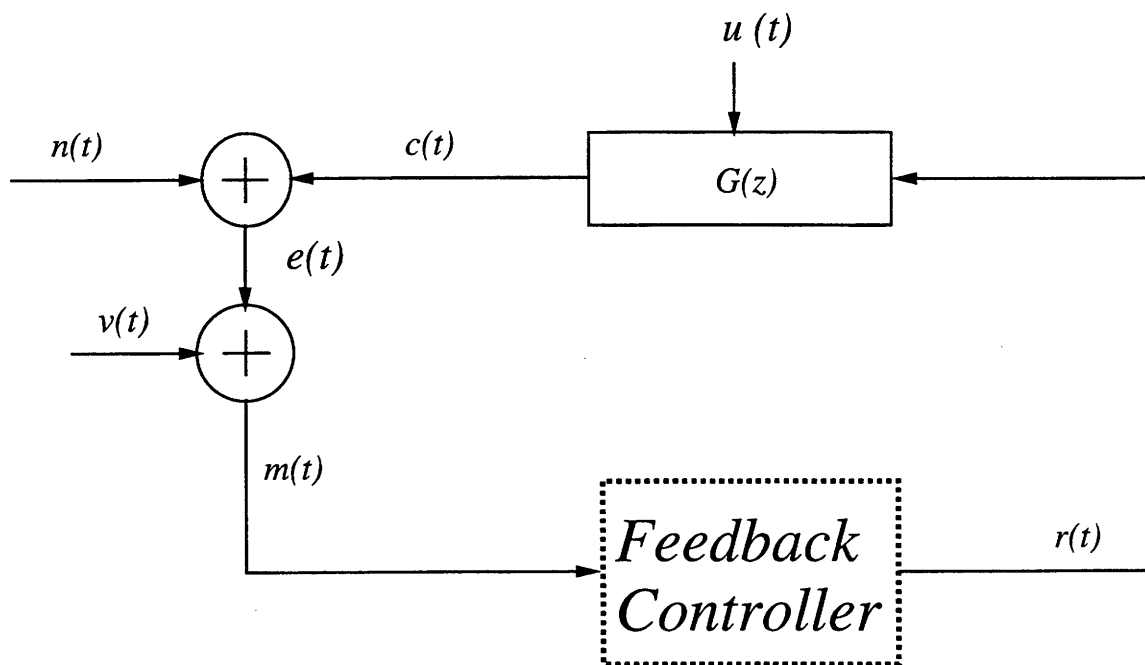 u (t)
n(t)
c(t)
G(z)
e(t)
v(t)
m(t)
Feedback
Controller
r(t)